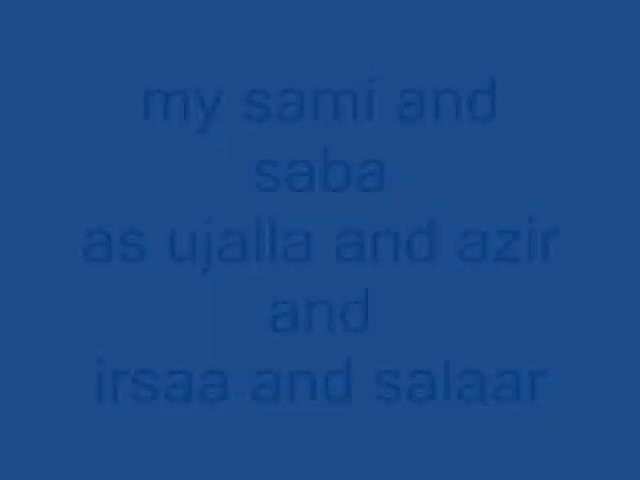 my sami and
saba
as ujalla and azir
and
irsaa and salaar